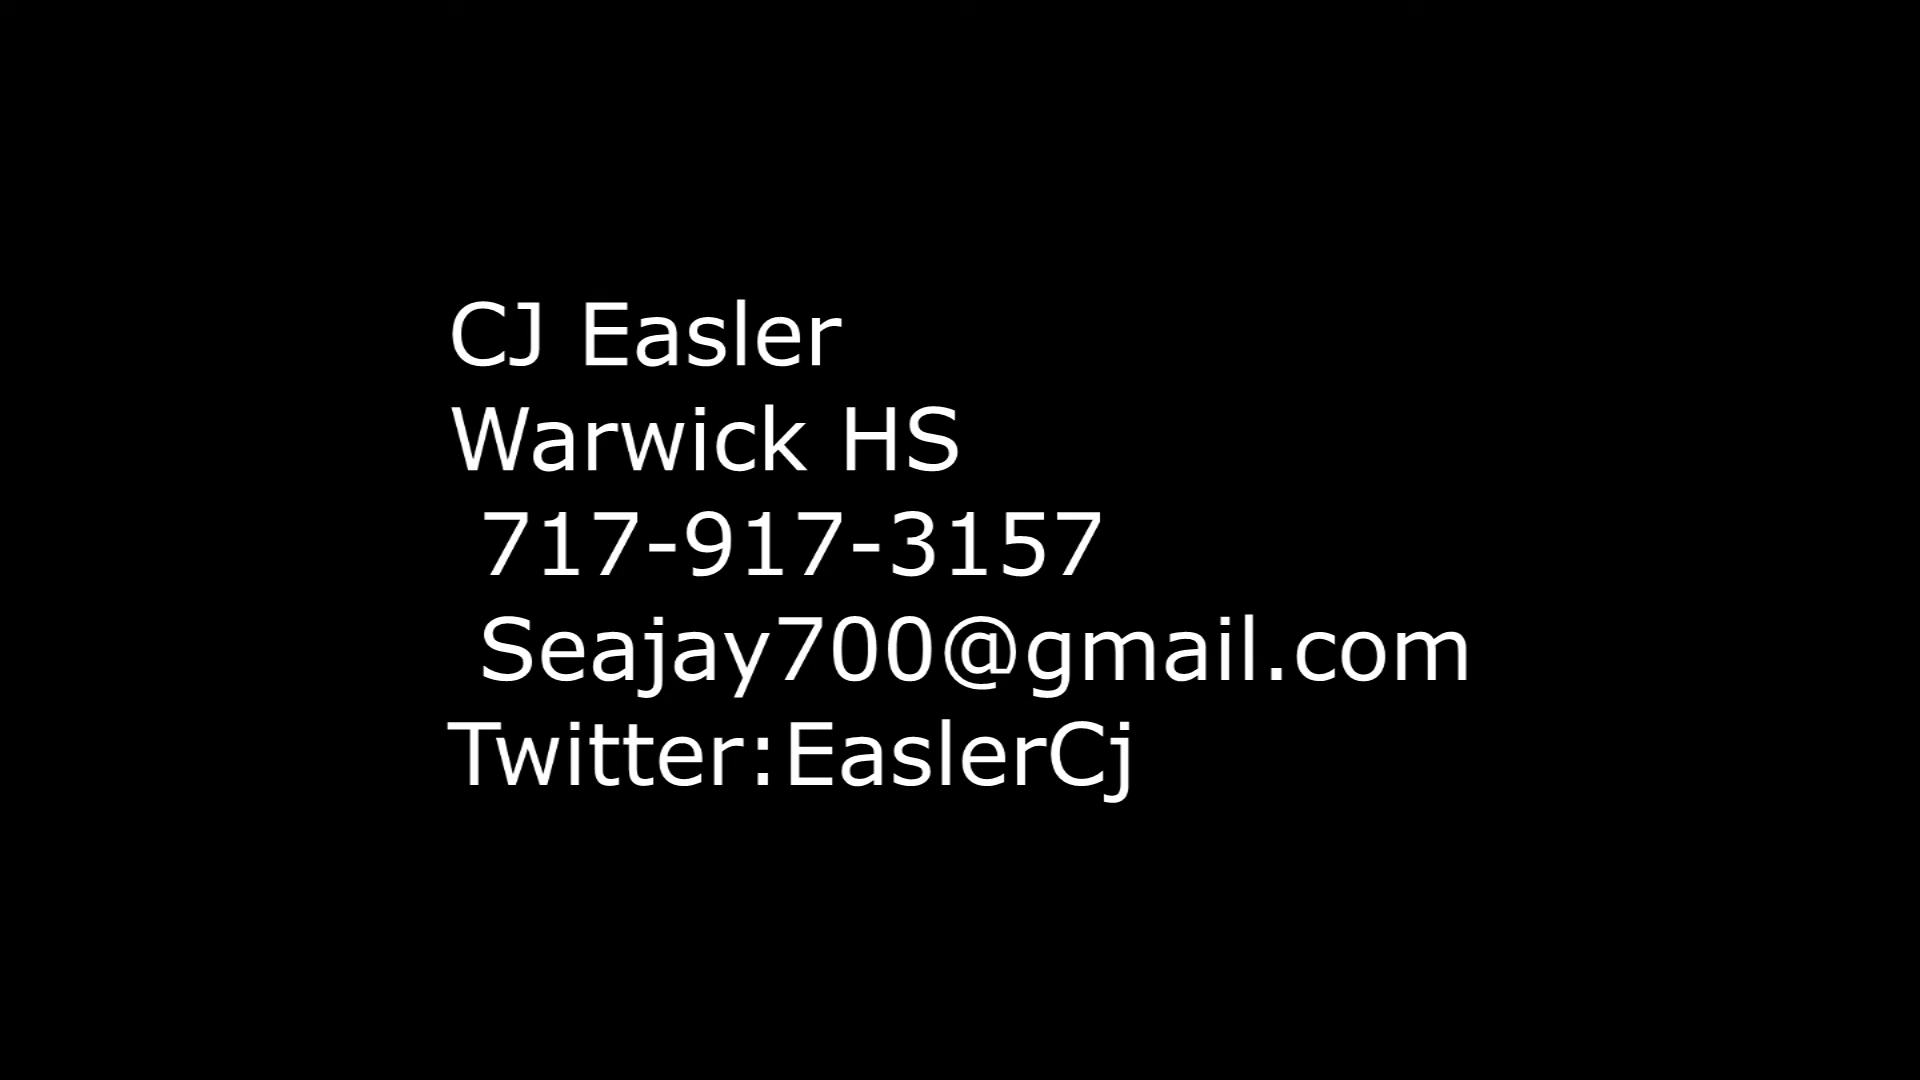 CJ Easler
Warwick HS
717-917-3157
Seajay700@gmail.com
Twitter:EaslerCj